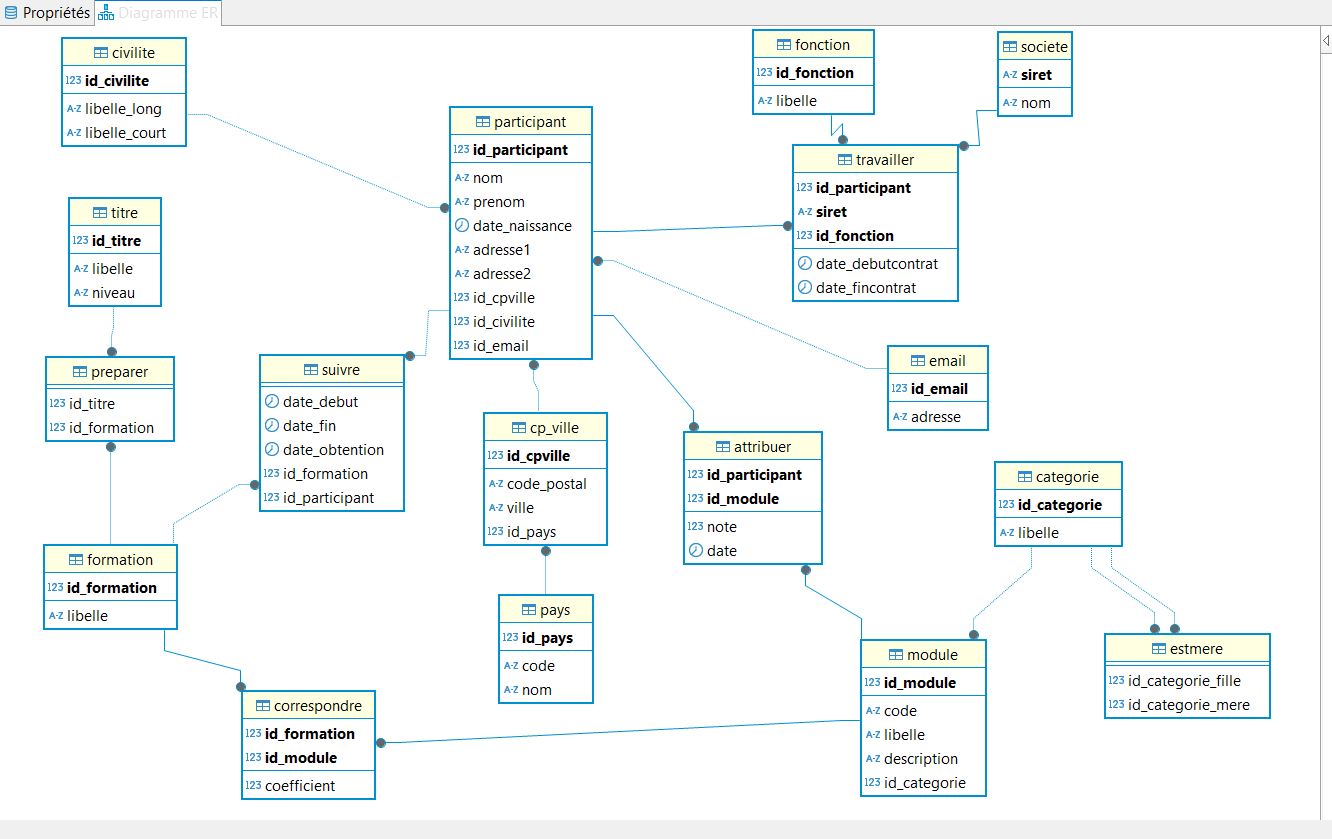 Propriétés
Diagramme ER
civilite
123 id_civilite
A-Z libelle_long
A-Z libelle_court
titre
123 id_titre
A-Z libelle
A-Z niveau
preparer
123 id_titre
123 id_formation
formation
123 id_formation
A-Z libelle
suivre
date_debut
date_fin
date_obtention
123 id_formation
123 id_participant
correspondre
123 id_formation
123 id_module
123 coefficient
participant
123 id_participant
A-Z nom
A-Z prenom
date_naissance
A-Z adresse1
A-Z adresse2
123 id_cpville
123 id_civilite
123 id_email
cp_ville
123 id_cpville
A-Z code_postal
A-Z ville
123 id_pays
pays
123 id_pays
A-Z code
A-Z nom
fonction
123 id_fonction
A-Z libelle
societe
A-Z siret
A-Z nom
travailler
123 id_participant
A-Z siret
123 id_fonction
date_debutcontrat
date_fincontrat
email
123 id_email
A-Z adresse
attribuer
123 id_participant
123 id_module
123 note
date
categorie
123 id_categorie
A-Z libelle
module
123 id_module
A-Z code
A-Z libelle
A-Z description
123 id_categorie
estmere
123 id_categorie_fille
123 id_categorie_mere